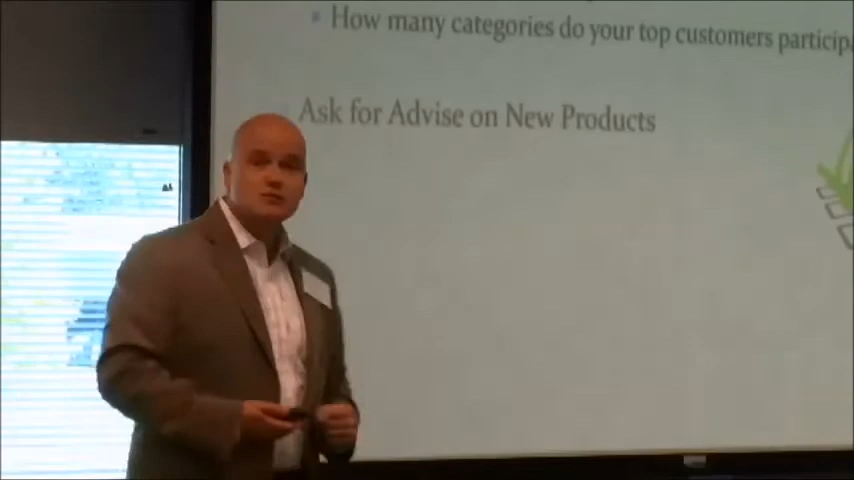 How many categories do your top customers participa
Ask for Advise on New Products